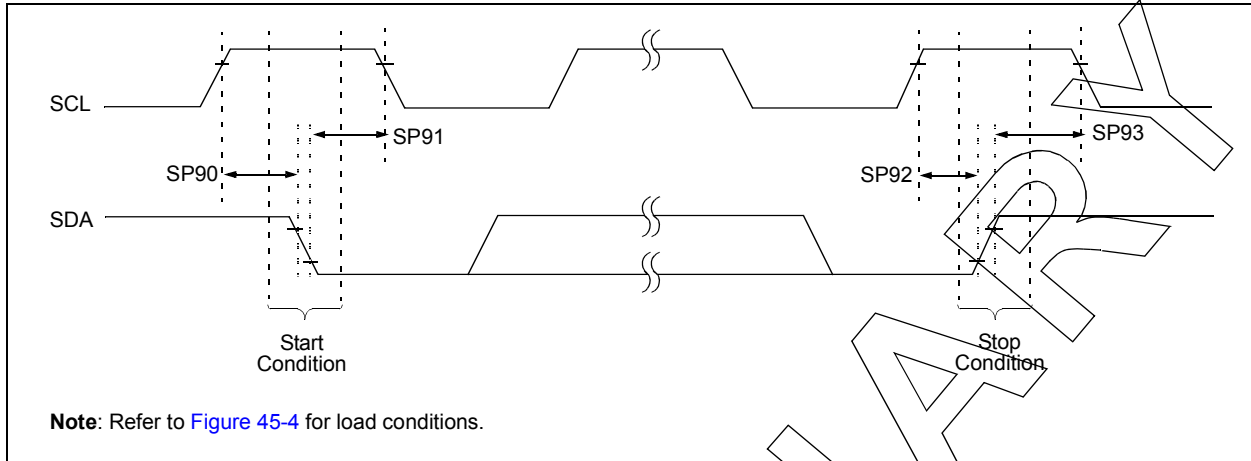 SCL
SP91
SP93
SP90
SP92
SDA
Start
Condition
Stop
Condition
Note: Refer to Figure 45-4 for load conditions.